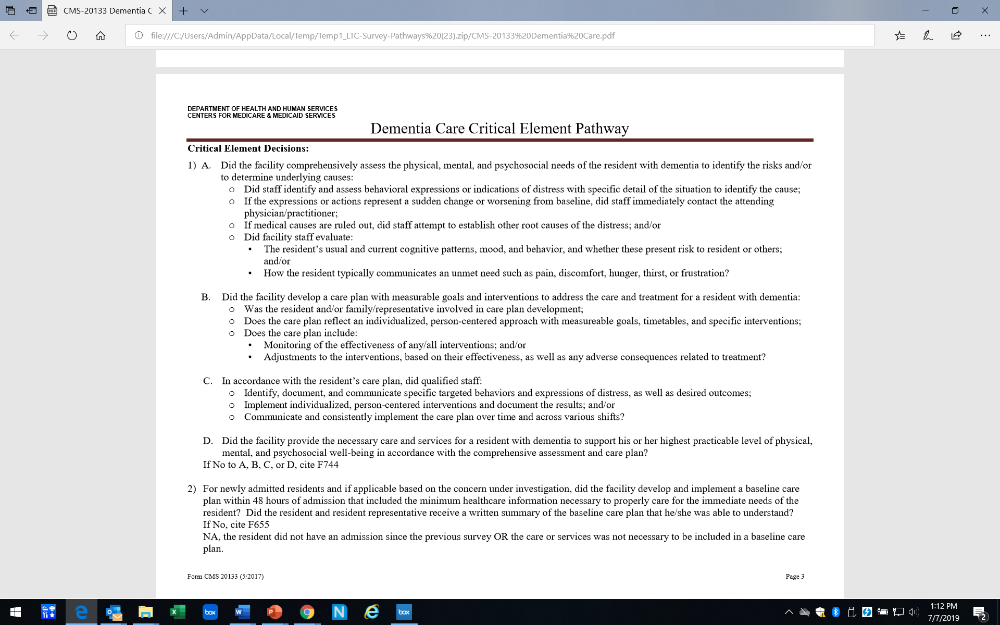 CMS-20133 Dementia C
file:///C:/Users/Admin/AppData/Local/Temp/Temp1_LTC-Survey-Pathways%20(23).zip/CMS-20133%20Dementia%20Care.pdf
DEPARTMENT OF HEALTH AND HUMAN SERVICES
CENTERS FOR MEDICARE & MEDICAID SERVICES
Dementia Care Critical Element Pathway
Critical Element Decisions:
1) A. Did the facility comprehensively assess the physical, mental, and psychosocial needs of the resident with dementia to identify the risks and/or
to determine underlying causes:
o Did staff identify and assess behavioral expressions or indications of distress with specific detail of the situation to identify the cause;
o If the expressions or actions represent a sudden change or worsening from baseline, did staff immediately contact the attending
physician/practitioner;
o If medical causes are ruled out, did staff attempt to establish other root causes of the distress; and/or
o Did facility staff evaluate:
• The resident's usual and current cognitive patterns, mood, and behavior, and whether these present risk to resident or others;
and/or
• How the resident typically communicates an unmet need such as pain, discomfort, hunger, thirst, or frustration?
B. Did the facility develop a care plan with measurable goals and interventions to address the care and treatment for a resident with dementia:
o Was the resident and/or family/representative involved in care plan development;
o Does the care plan reflect an individualized, person-centered approach with measureable goals, timetables, and specific interventions;
o Does the care plan include:
• Monitoring of the effectiveness of any/all interventions; and/or
• Adjustments to the interventions, based on their effectiveness, as well as any adverse consequences related to treatment?
C. In accordance with the resident's care plan, did qualified staff:
o Identify, document, and communicate specific targeted behaviors and expressions of distress, as well as desired outcomes;
o Implement individualized, person-centered interventions and document the results; and/or
o Communicate and consistently implement the care plan over time and across various shifts?
D. Did the facility provide the necessary care and services for a resident with dementia to support his or her highest practicable level of physical,
mental, and psychosocial well-being in accordance with the comprehensive assessment and care plan?
If No to A, B, C, or D, cite F744
2) For newly admitted residents and if applicable based on the concern under investigation, did the facility develop and implement a baseline care
plan within 48 hours of admission that included the minimum healthcare information necessary to properly care for the immediate needs of the
resident? Did the resident and resident representative receive a written summary of the baseline care plan that he/she was able to understand?
If No, cite F655
NA, the resident did not have an admission since the previous survey OR the care or services was not necessary to be included in a baseline care
plan.
Form CMS 20133 (5/2017)
Page 3
box
box
1:12 PM
7/7/2019
2